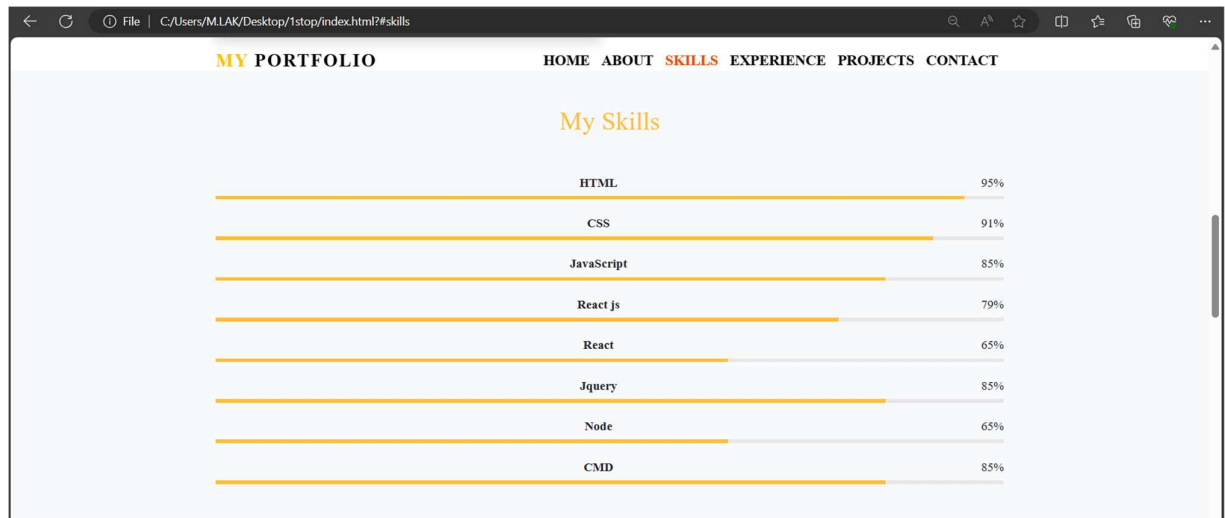 File | C:/Users/M.LAK/Desktop/1stop/index.html?#skills
MY PORTFOLIO HOME ABOUT SKILLS EXPERIENCE PROJECTS CONTACT
My Skills
HTML 95%
CSS 91%
JavaScript 85%
React js 79%
React 65%
Jquery 85%
Node 65%
CMD 85%